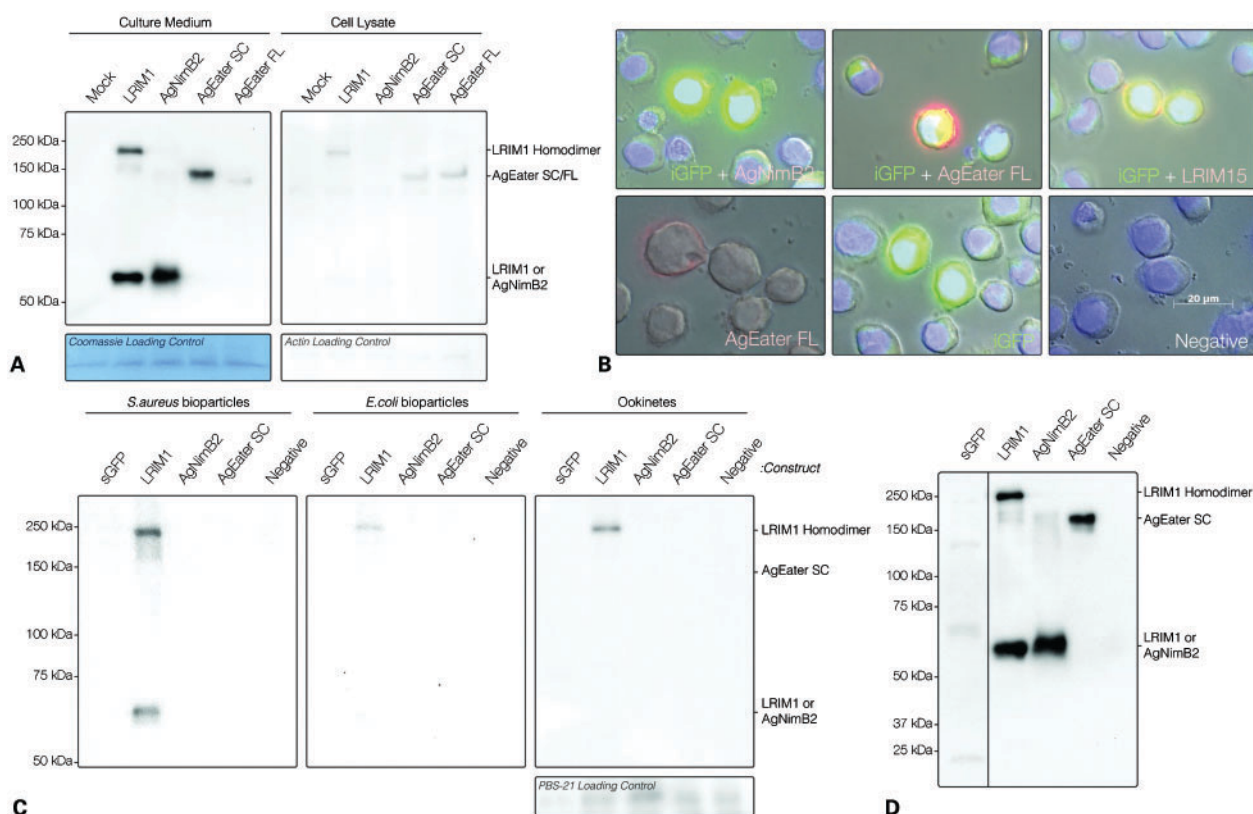 Culture Medium
Cell Lysate
Mock
LRIM1
AgNimB2
AgEater SC
AgEater FL
Mock
LRIM1
AgNimB2
AgEater SC
AgEater FL
250 kDa
150 kDa
100 kDa
75 kDa
50 kDa
LRIM1 Homodimer
AgEater SC/FL
LRIM1 or
AgNimB2
Coomassie Loading Control
Actin Loading Control
A
iGFP + AgNimB2
iGFP + AgEater FL
iGFP + LRIM15
AgEater FL
iGFP
20 μm
Negative
B
S.aureus bioparticles
E.coli bioparticles
Ookinetes
sGFP
LRIM1
AgNimB2
AgEater SC
Negative
sGFP
LRIM1
AgNimB2
AgEater SC
Negative
sGFP
LRIM1
AgNimB2
AgEater SC
Negative
:Construct
250 kDa
150 kDa
100 kDa
75 kDa
50 kDa
LRIM1 Homodimer
AgEater SC
LRIM1 or
AgNimB2
PBS-21 Loading Control
C
sGFP
LRIM1
AgNimB2
AgEater SC
Negative
250 kDa
150 kDa
100 kDa
75 kDa
50 kDa
37 kDa
25 kDa
LRIM1 Homodimer
AgEater SC
LRIM1 or
AgNimB2
D